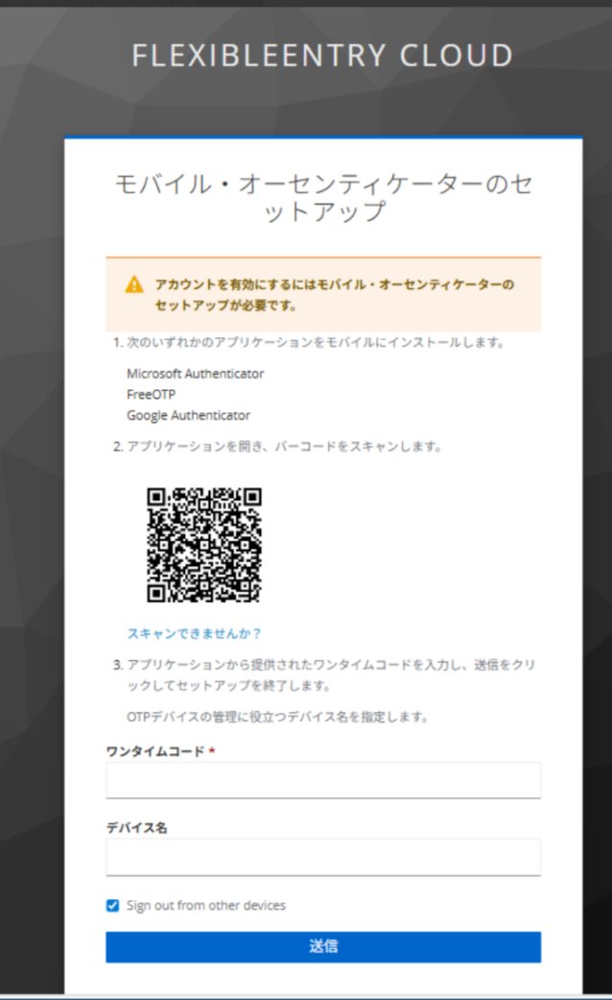 FLEXIBLEENTRY CLOUD
モバイル・オーセンティケーターのセ
ットアップ
アカウントを有効にするにはモバイル・オーセンティケーターの
セットアップが必要です。
1. 次のいずれかのアプリケーションをモバイルにインストールします。
Microsoft Authenticator
FreeOTP
Google Authenticator
2. アプリケーションを開き、バーコードをスキャンします。
スキャンできませんか？
3. アプリケーションから提供されたワンタイムコードを入力し、送信をクリ
ックしてセットアップを終了します。
OTPデバイスの管理に役立つデバイス名を指定します。
ワンタイムコード *
デバイス名
Sign out from other devices
送信